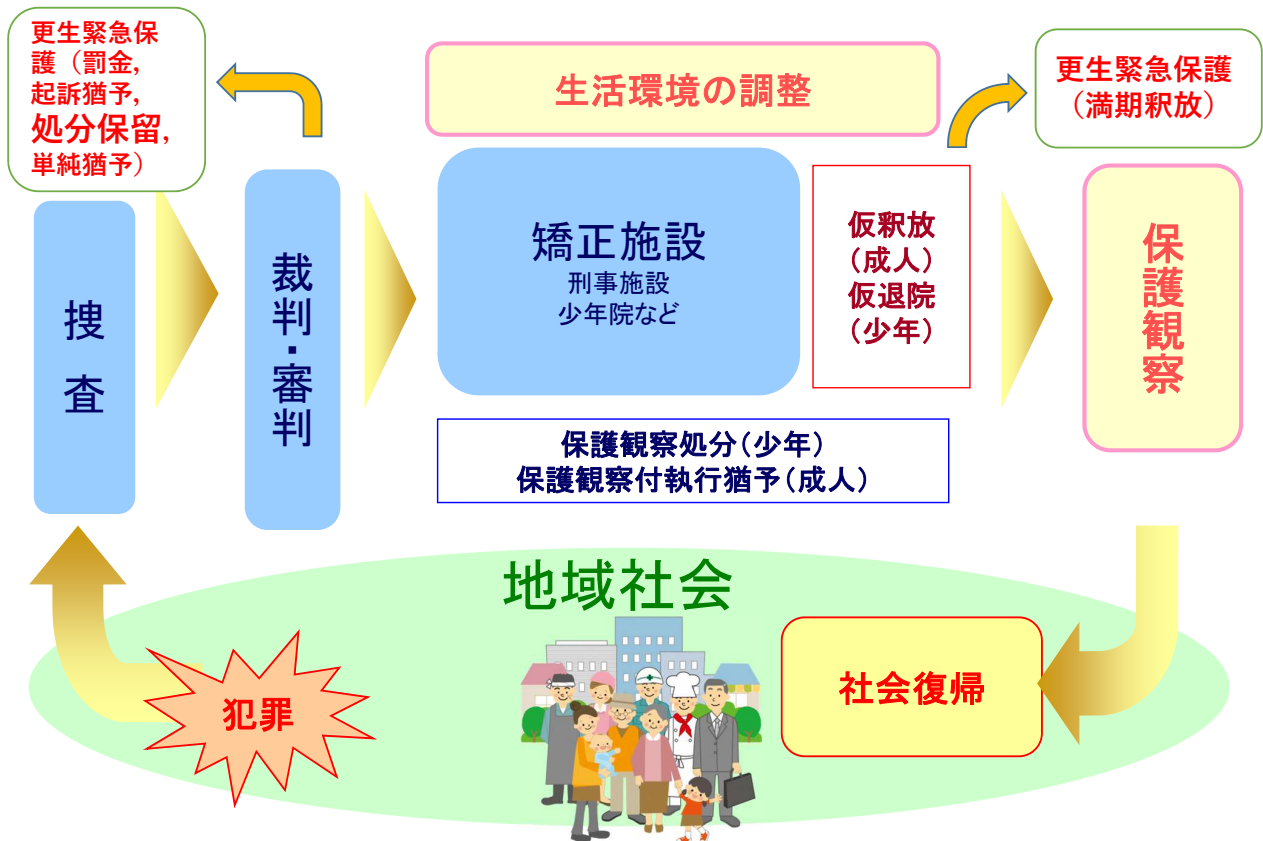 更生緊急保
護（罰金，
起訴猶予，
処分保留，
単純猶予）
生活環境の調整
更生緊急保護
（満期釈放）
捜査
裁判・審判
矯正施設
刑事施設
少年院など
仮釈放
（成人）
仮退院
（少年）
保護観察
保護観察処分（少年）
保護観察付執行猶予（成人）
地域社会
犯罪
社会復帰